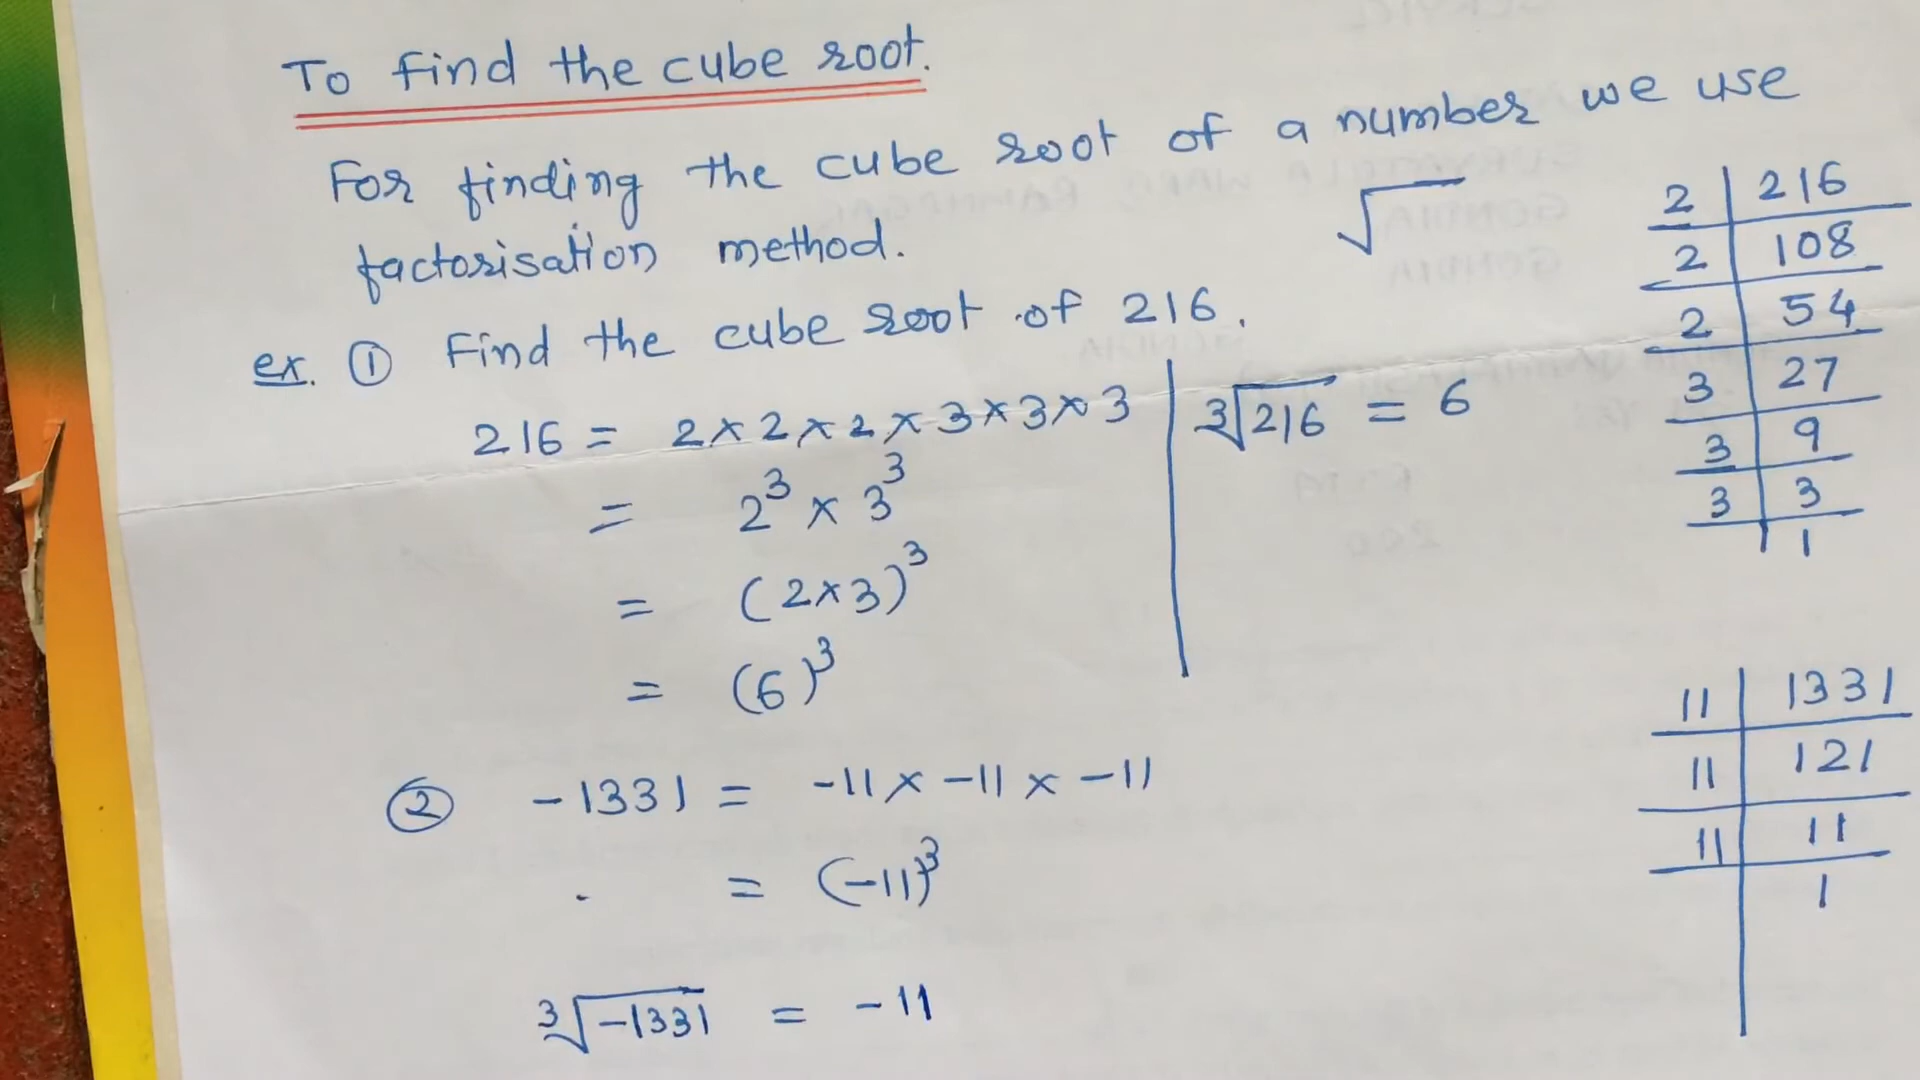 To find the cube root.
For finding the cube root of a number we use
factorisation method.
√
ex. ① Find the cube root of 216.
216 = 2×2×2×3×3×3
= 2³ × 3³
= (2×3)³
= (6)³
∛216 = 6
2 | 216
2 | 108
2 | 54
3 | 27
3 | 9
3 | 3
| 1
② -1331 = -11 × -11 × -11
= (-11)³
∛-1331 = -11
11 | 1331
11 | 121
11 | 11
| 1